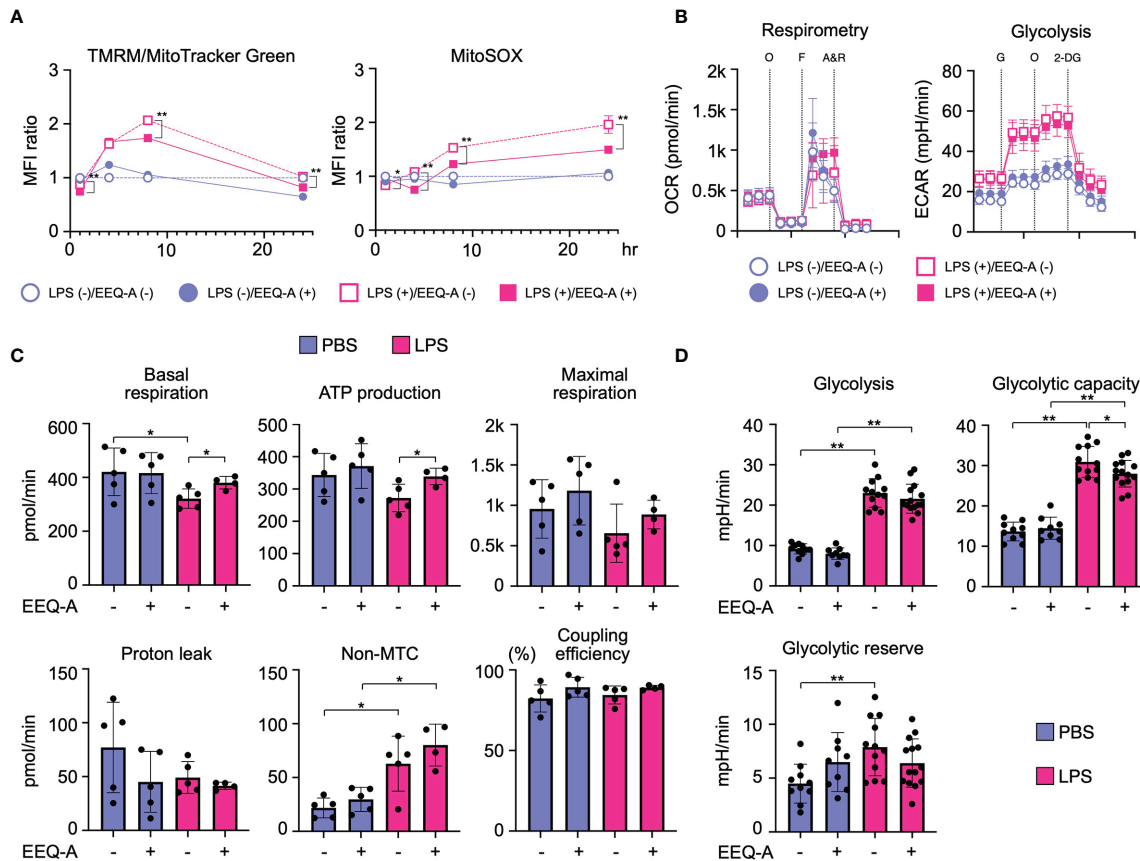 A
TMRM/MitoTracker Green
MitoSOX
MFI ratio
3
2
1
0
0
10
20
**
**
**
MFI ratio
3
2
1
0
0
10
20
hr
*
**
**
**
LPS (-)/EEQ-A (-)
LPS (-)/EEQ-A (+)
LPS (+)/EEQ-A (-)
LPS (+)/EEQ-A (+)
B
Respirometry
O
F
A&R
OCR (pmol/min)
2k
1.5k
1k
0.5k
0
Glycolysis
G
O
2-DG
ECAR (mpH/min)
80
60
40
20
0
LPS (-)/EEQ-A (-)
LPS (+)/EEQ-A (-)
LPS (-)/EEQ-A (+)
LPS (+)/EEQ-A (+)
C
PBS
LPS
Basal
respiration
pmol/min
600
400
200
0
*
*
EEQ-A
-
+
-
+
ATP production
500
400
300
200
100
0
*
-
+
-
+
Maximal
respiration
2k
1.5k
1k
0.5k
0
-
+
-
+
Proton leak
pmol/min
150
100
50
0
EEQ-A
-
+
-
+
Non-MTC
150
100
50
0
*
*
-
+
-
+
Coupling
efficiency
(%)
100
50
0
-
+
-
+
D
Glycolysis
mpH/min
40
30
20
10
0
**
**
EEQ-A
-
+
-
+
Glycolytic capacity
40
30
20
10
0
**
**
*
-
+
-
+
Glycolytic reserve
mpH/min
15
10
5
0
**
EEQ-A
-
+
-
+
PBS
LPS